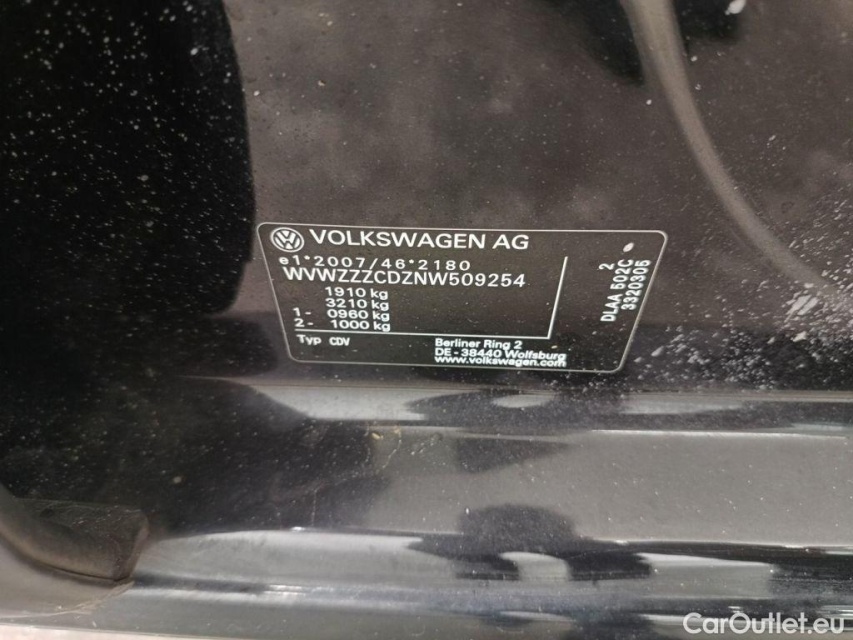 VOLKSWAGEN AG
e1*2007/46*2180
WVWZZZCDZNW509254
1910 kg
3210 kg
1- 0960 kg
2- 1000 kg
Typ CDV
Berliner Ring 2
DE-38440 Wolfsburg
www.volkswagen.com
2
DLAA 502C
3320305
CarOutlet.eu